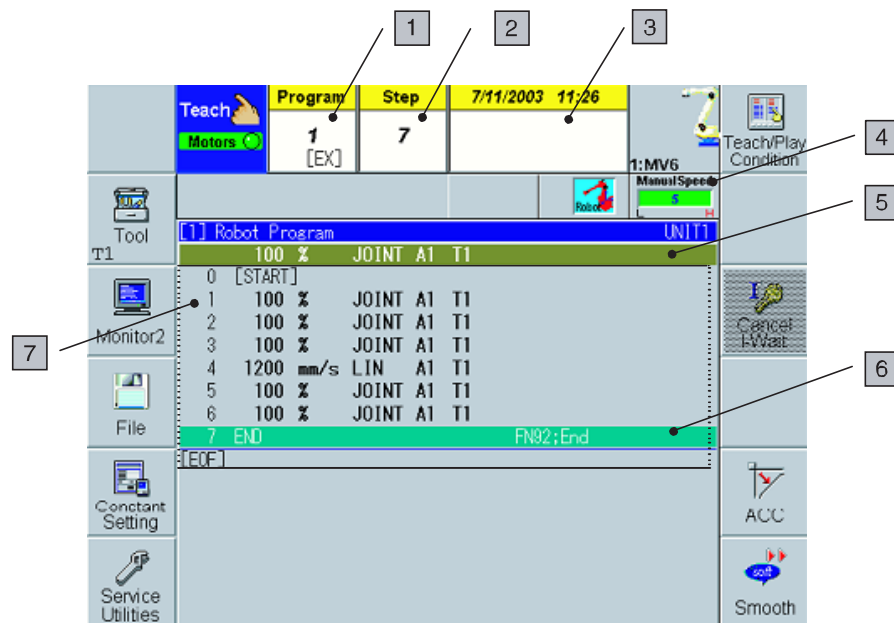 1
2
3
Teach
Program
Step
7/11/2003 11:26
Motors
1
[EX]
7
1:MV6
Teach/Play
Condition
4
Manual Speed
5
L H
Robot
5
Tool
T1
[1] Robot Program UNIT1
100 % JOINT A1 T1
0 [START]
1 100 % JOINT A1 T1
2 100 % JOINT A1 T1
3 100 % JOINT A1 T1
4 1200 mm/s LIN A1 T1
5 100 % JOINT A1 T1
6 100 % JOINT A1 T1
7 END FN92;End
[EOF]
Monitor2
7
I
Cancel
I-Wait
6
File
Conctant
Setting
ACC
Service
Utilities
soft
Smooth